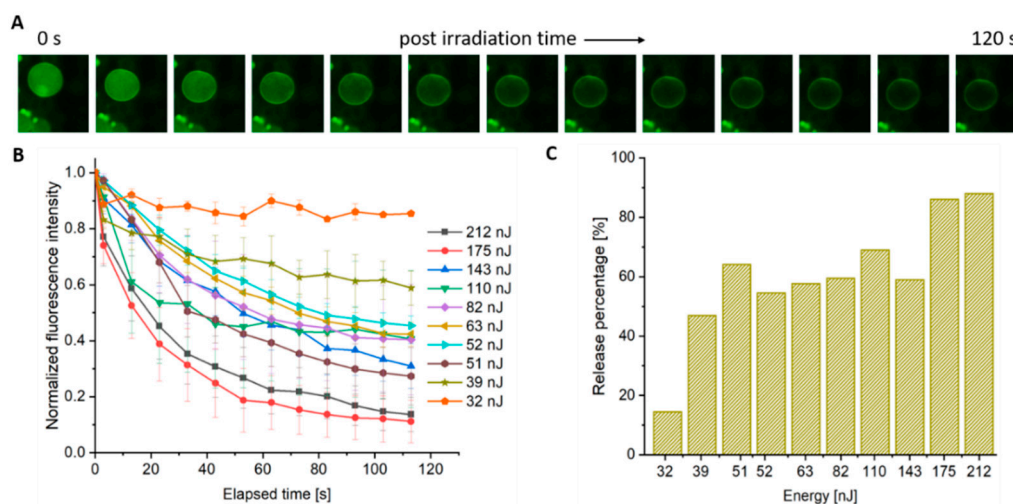 A
0 s post irradiation time 120 s
B
Normalized fluorescence intensity
1.0
0.8
0.6
0.4
0.2
0.0
0 20 40 60 80 100 120
Elapsed time [s]
212 nJ
175 nJ
143 nJ
110 nJ
82 nJ
63 nJ
52 nJ
51 nJ
39 nJ
32 nJ
C
Release percentage [%]
100
80
60
40
20
0
32 39 51 52 63 82 110 143 175 212
Energy [nJ]